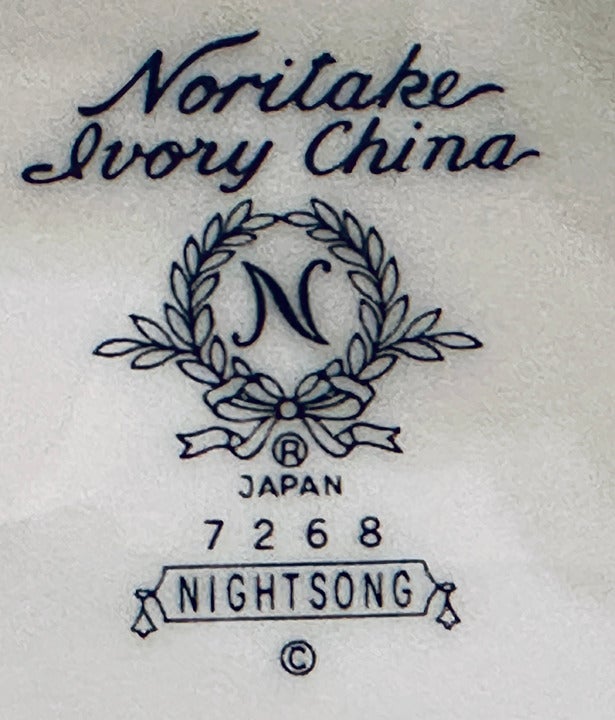 Noritake
Ivory China
N
®
JAPAN
7268
NIGHTSONG
©